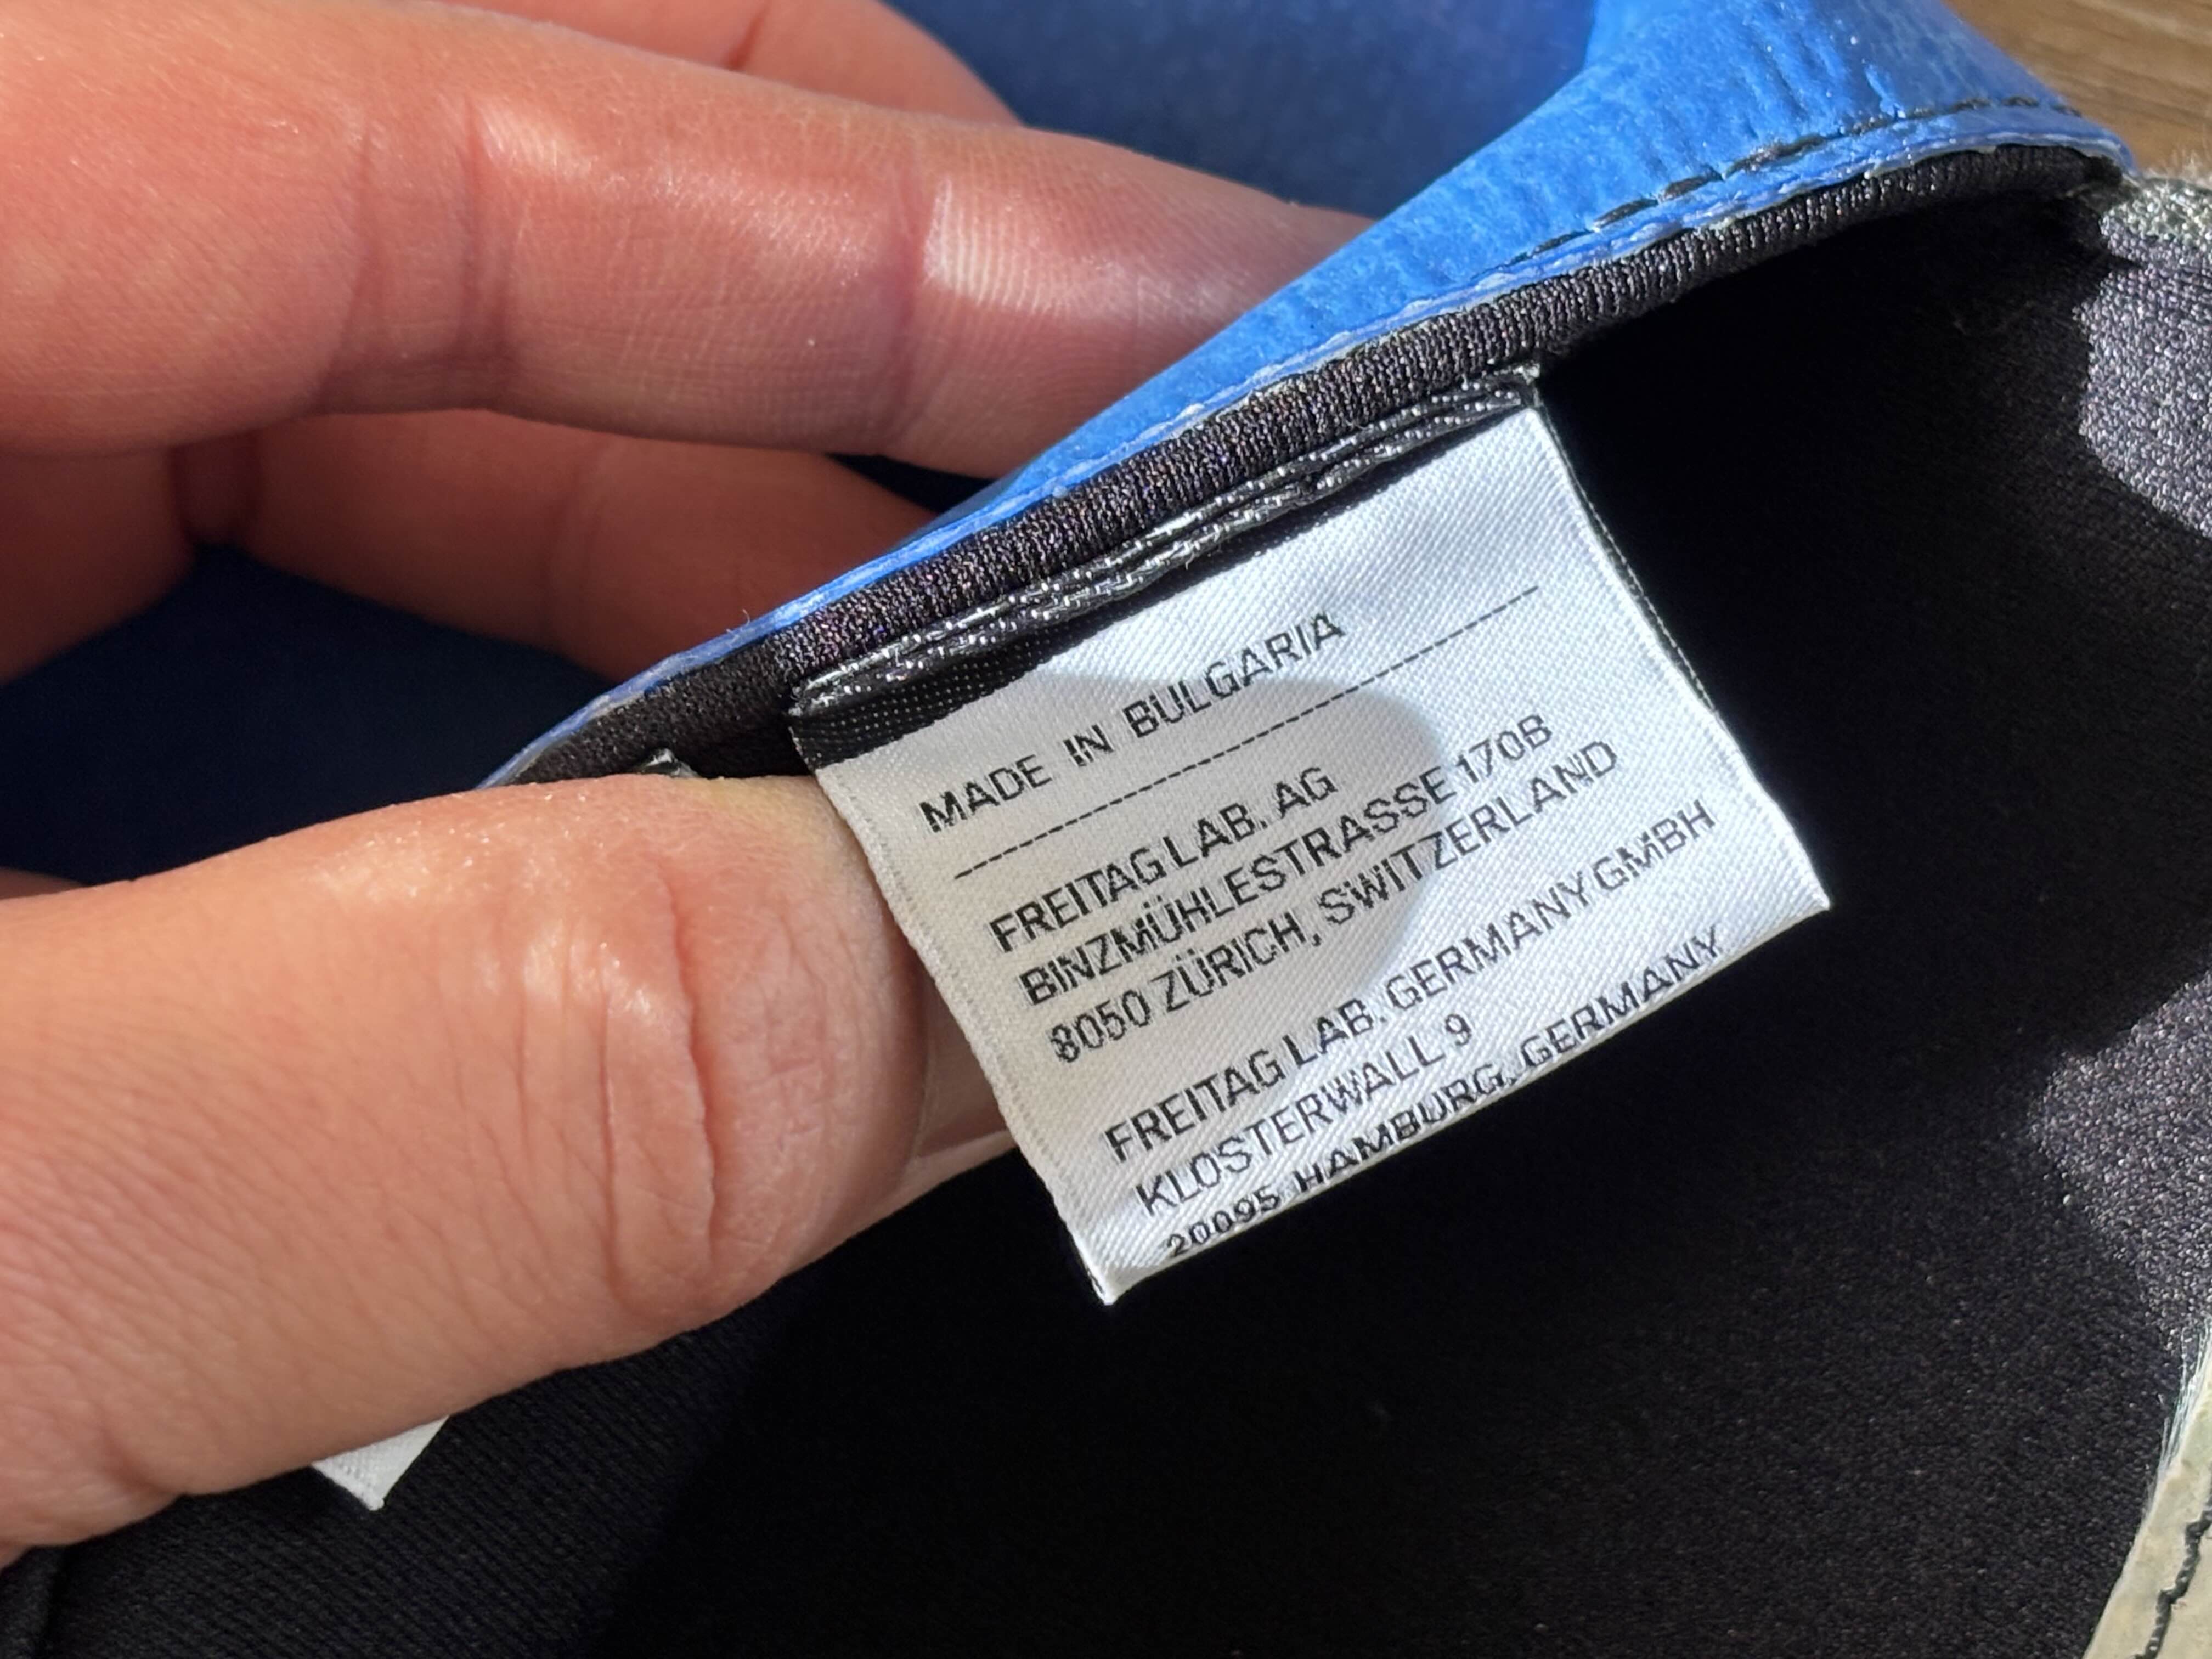 MADE IN BULGARIA
FREITAG LAB. AG
BINZMÜHLESTRASSE 170B
8050 ZÜRICH, SWITZERLAND
FREITAG LAB. GERMANY GMBH
KLOSTERWALL 9
20095 HAMBURG, GERMANY